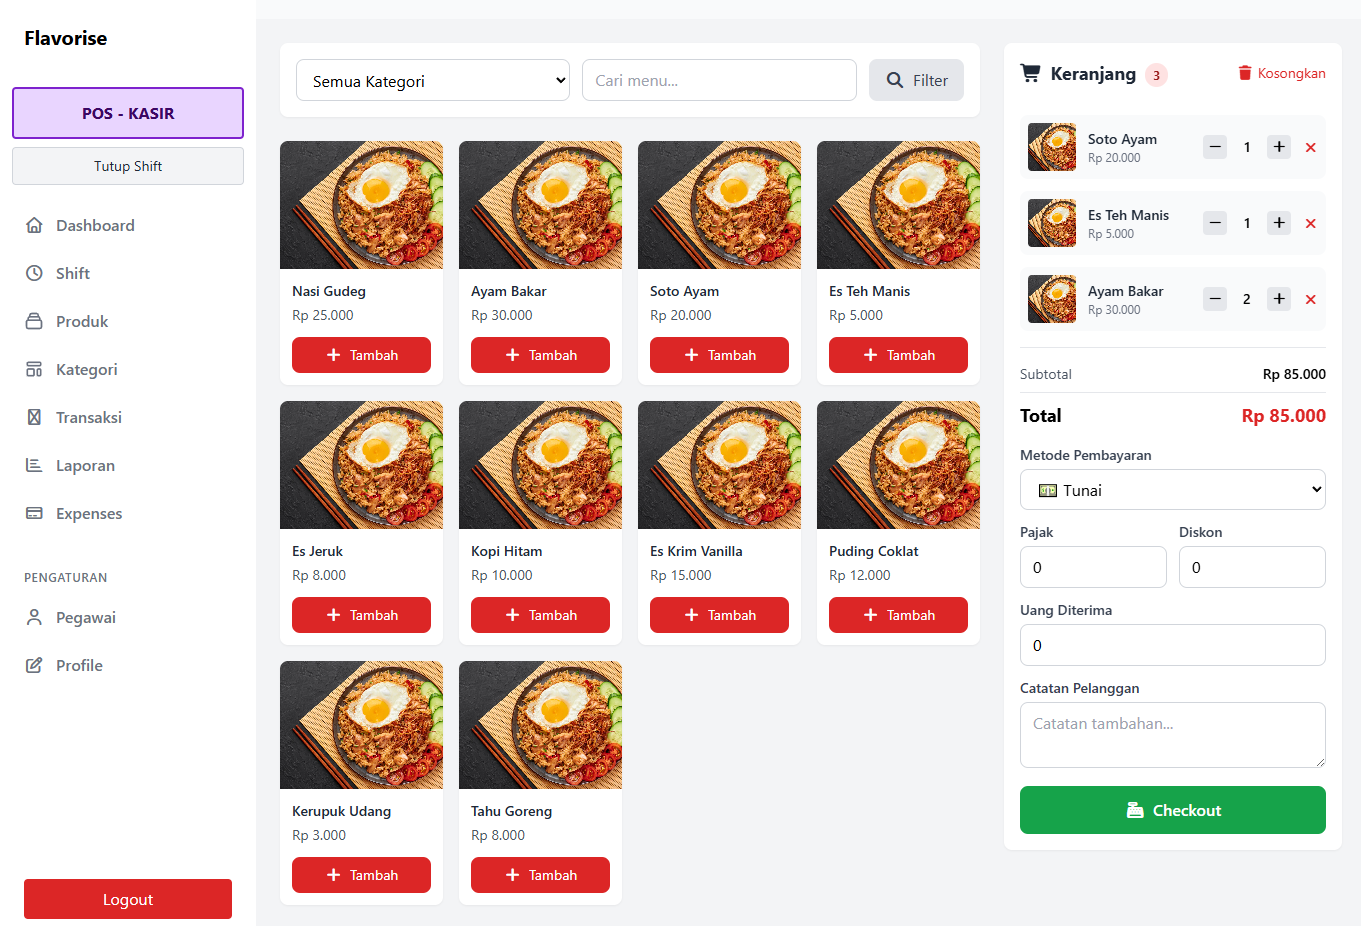 Flavorise
POS - KASIR
Tutup Shift
Dashboard
Shift
Produk
Kategori
Transaksi
Laporan
Expenses
PENGATURAN
Pegawai
Profile
Logout
Semua Kategori
Cari menu...
Filter
Nasi Gudeg
Rp 25.000
Tambah
Ayam Bakar
Rp 30.000
Tambah
Soto Ayam
Rp 20.000
Tambah
Es Teh Manis
Rp 5.000
Tambah
Es Jeruk
Rp 8.000
Tambah
Kopi Hitam
Rp 10.000
Tambah
Es Krim Vanilla
Rp 15.000
Tambah
Puding Coklat
Rp 12.000
Tambah
Kerupuk Udang
Rp 3.000
Tambah
Tahu Goreng
Rp 8.000
Tambah
Keranjang 3
Kosongkan
Soto Ayam
Rp 20.000
1
Es Teh Manis
Rp 5.000
1
Ayam Bakar
Rp 30.000
2
Subtotal Rp 85.000
Total Rp 85.000
Metode Pembayaran
Tunai
Pajak
0
Diskon
0
Uang Diterima
0
Catatan Pelanggan
Catatan tambahan...
Checkout